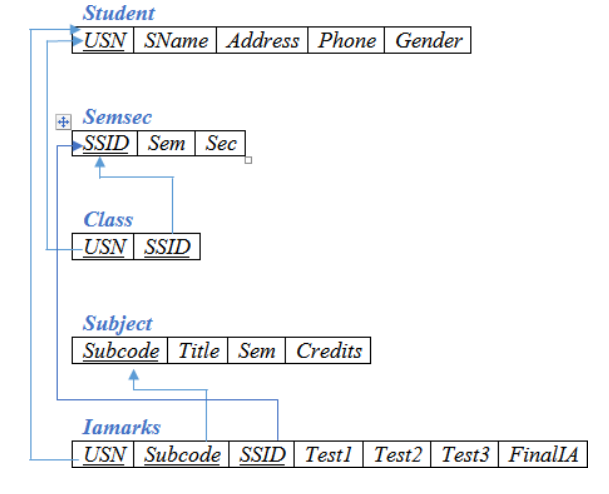 Student
USN SName Address Phone Gender
Semsec
SSID Sem Sec
Class
USN SSID
Subject
Subcode Title Sem Credits
Iamarks
USN Subcode SSID Test1 Test2 Test3 FinalIA